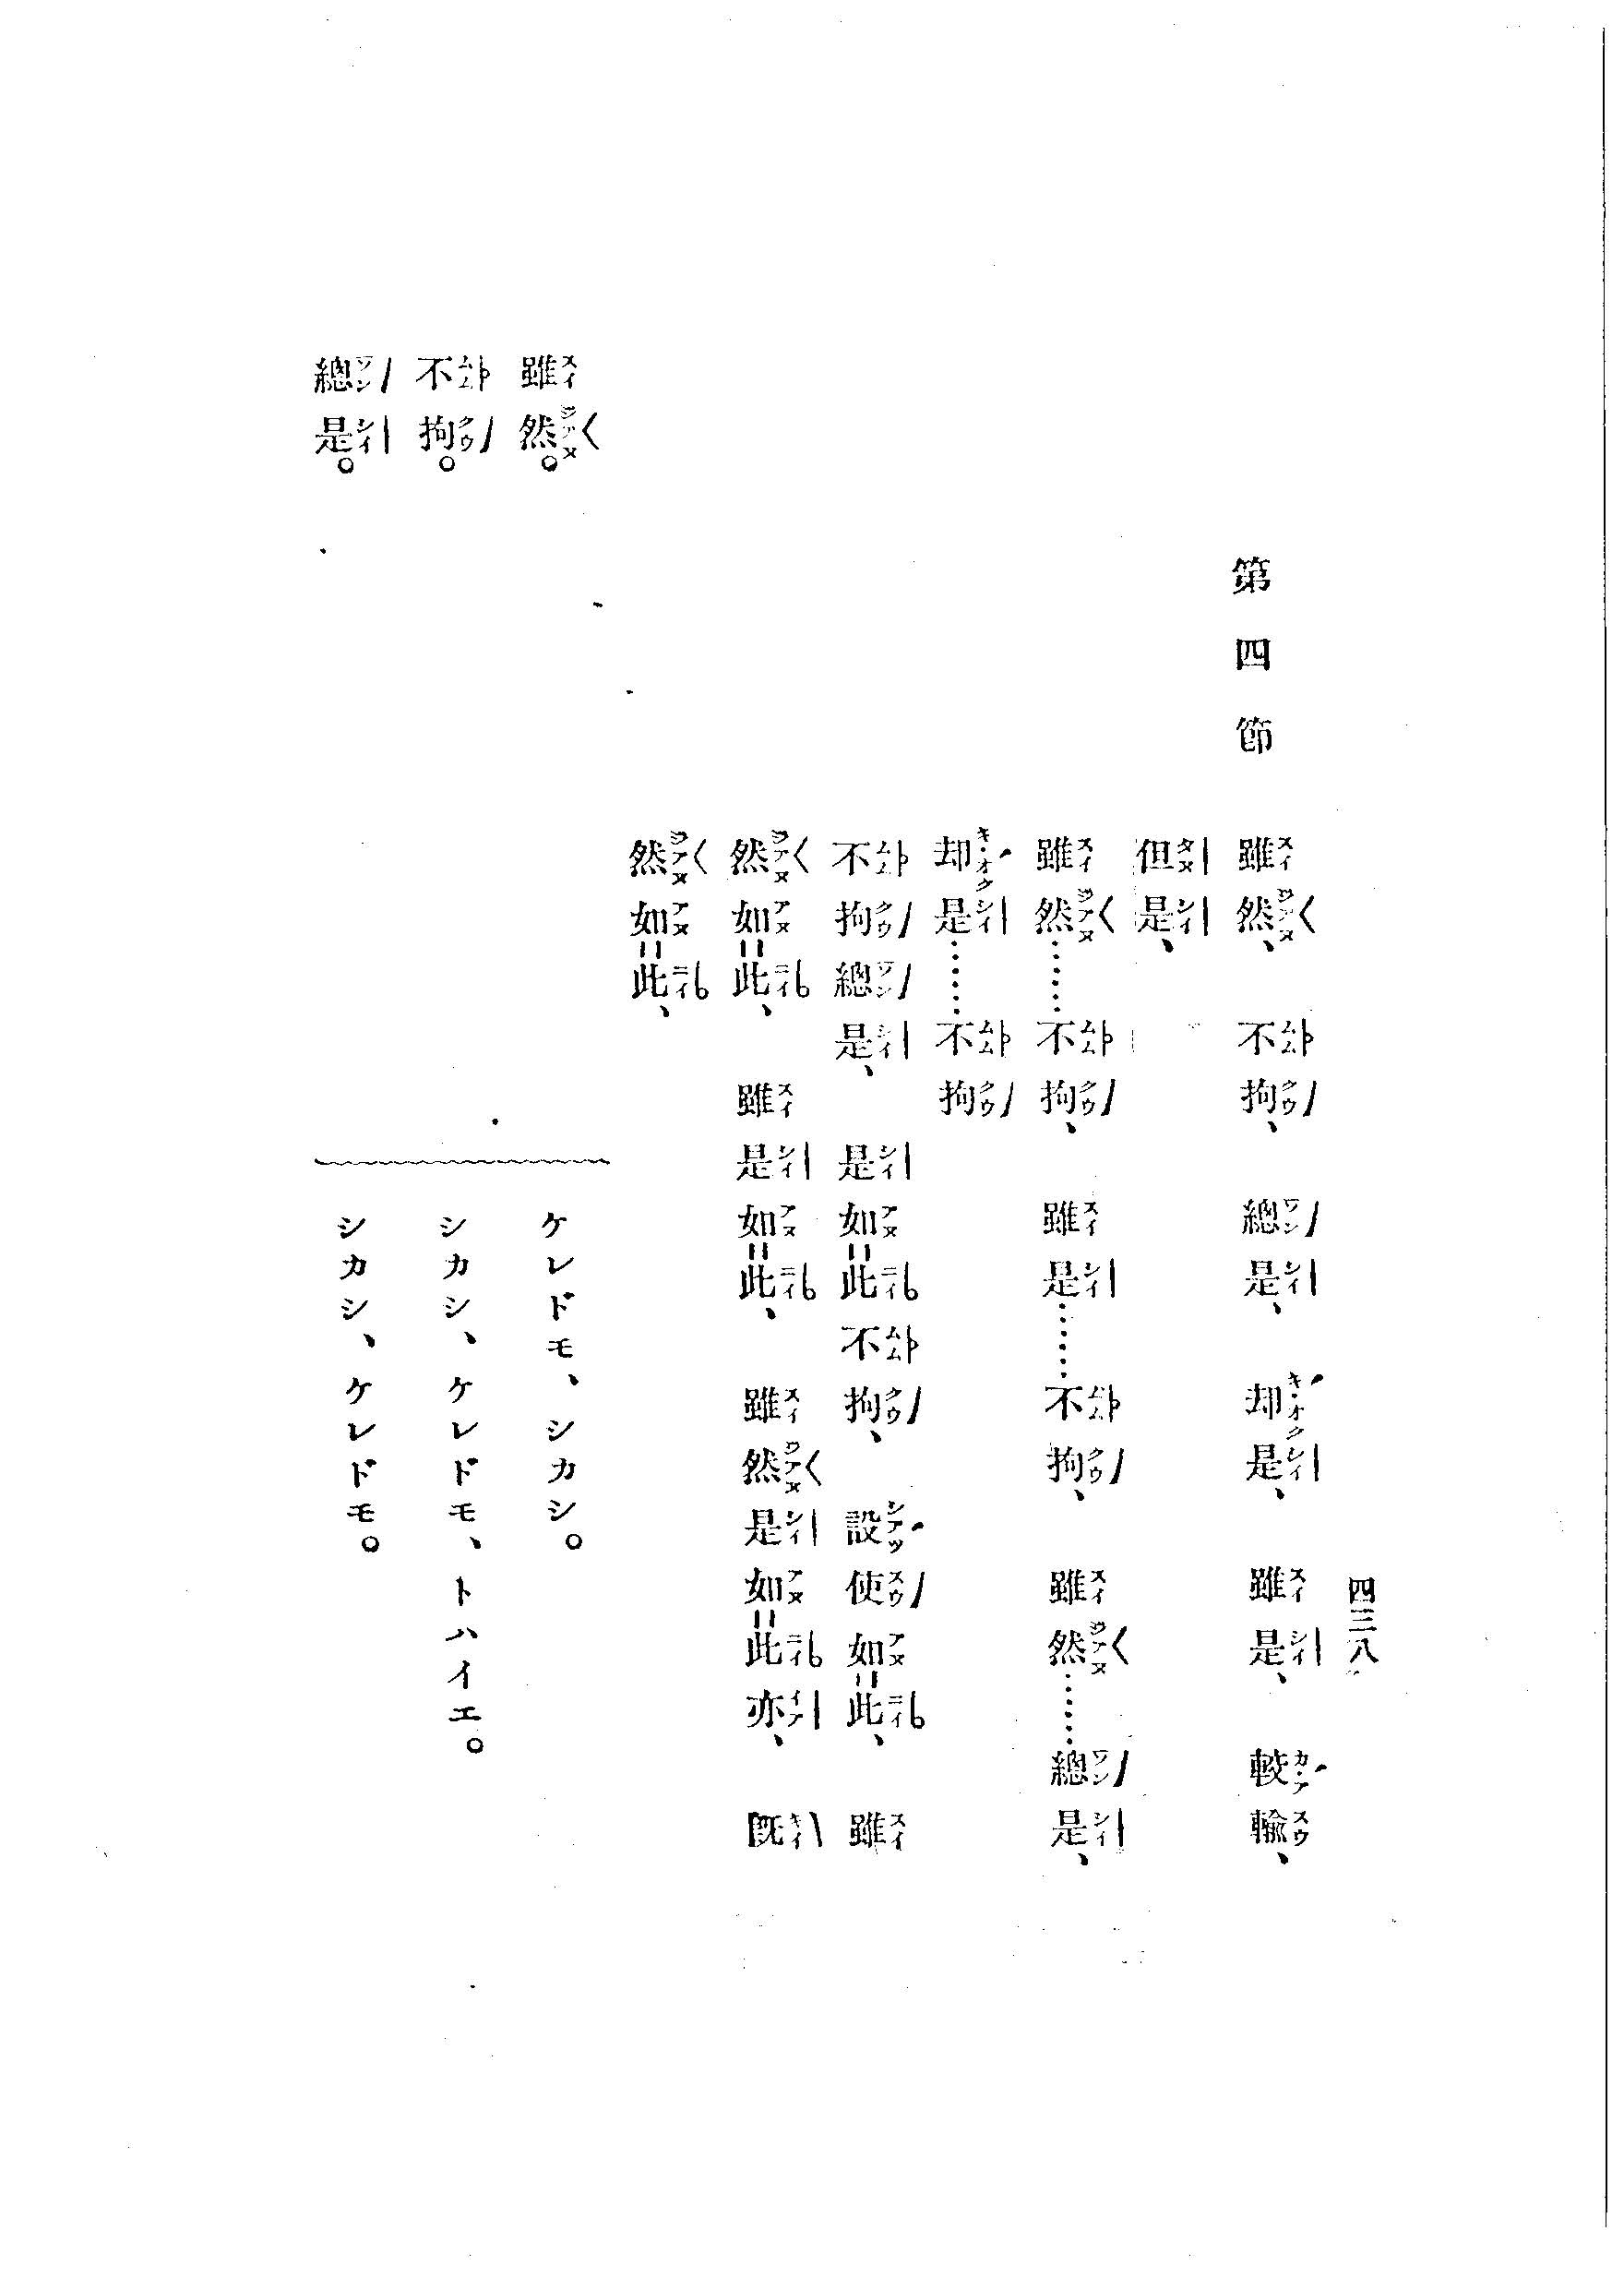 四三八
第四節 雖然、 不拘、 總是、 却是、 雖是、 較輸、
但是、
雖然……不拘、 雖是……不拘、 雖然……總是、
却是……不拘
不拘總是、 是如此不拘、 設使如此、 雖
然如此、 雖是如此、 雖然是如此亦、 既
然如此、
雖然。 ケレドモ、シカシ。
不拘。 シカシ、ケレドモ、トハイエ。
總是。 シカシ、ケレドモ。